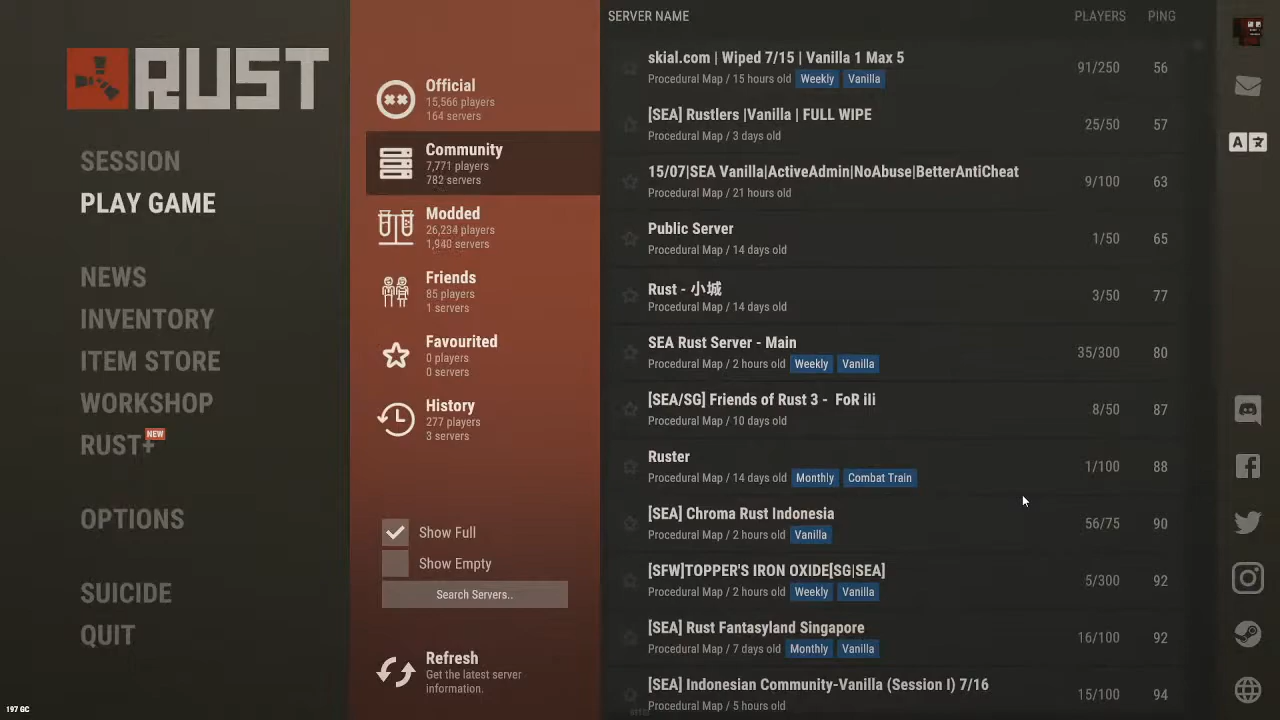 RUST
SESSION
PLAY GAME
NEWS
INVENTORY
ITEM STORE
WORKSHOP
RUST+ NEW
OPTIONS
SUICIDE
QUIT
197 GC
Official
15,566 players
164 servers
Community
7,771 players
782 servers
Modded
26,234 players
1,940 servers
Friends
85 players
1 servers
Favourited
0 players
0 servers
History
277 players
3 servers
Show Full
Show Empty
Search Servers..
Refresh
Get the latest server
information.
SERVER NAME PLAYERS PING
skial.com | Wiped 7/15 | Vanilla 1 Max 5 91/250 56
Procedural Map / 15 hours old Weekly Vanilla
[SEA] Rustlers |Vanilla | FULL WIPE 25/50 57
Procedural Map / 3 days old
15/07|SEA Vanilla|ActiveAdmin|NoAbuse|BetterAntiCheat 9/100 63
Procedural Map / 21 hours old
Public Server 1/50 65
Procedural Map / 14 days old
Rust - 小城 3/50 77
Procedural Map / 14 days old
SEA Rust Server - Main 35/300 80
Procedural Map / 2 hours old Weekly Vanilla
[SEA/SG] Friends of Rust 3 - FoR iIi 8/50 87
Procedural Map / 10 days old
Ruster 1/100 88
Procedural Map / 14 days old Monthly Combat Train
[SEA] Chroma Rust Indonesia 56/75 90
Procedural Map / 2 hours old Vanilla
[SFW]TOPPER'S IRON OXIDE[SG|SEA] 5/300 92
Procedural Map / 2 hours old Weekly Vanilla
[SEA] Rust Fantasyland Singapore 16/100 92
Procedural Map / 7 days old Monthly Vanilla
[SEA] Indonesian Community-Vanilla (Session I) 7/16 15/100 94
Procedural Map / 5 hours old